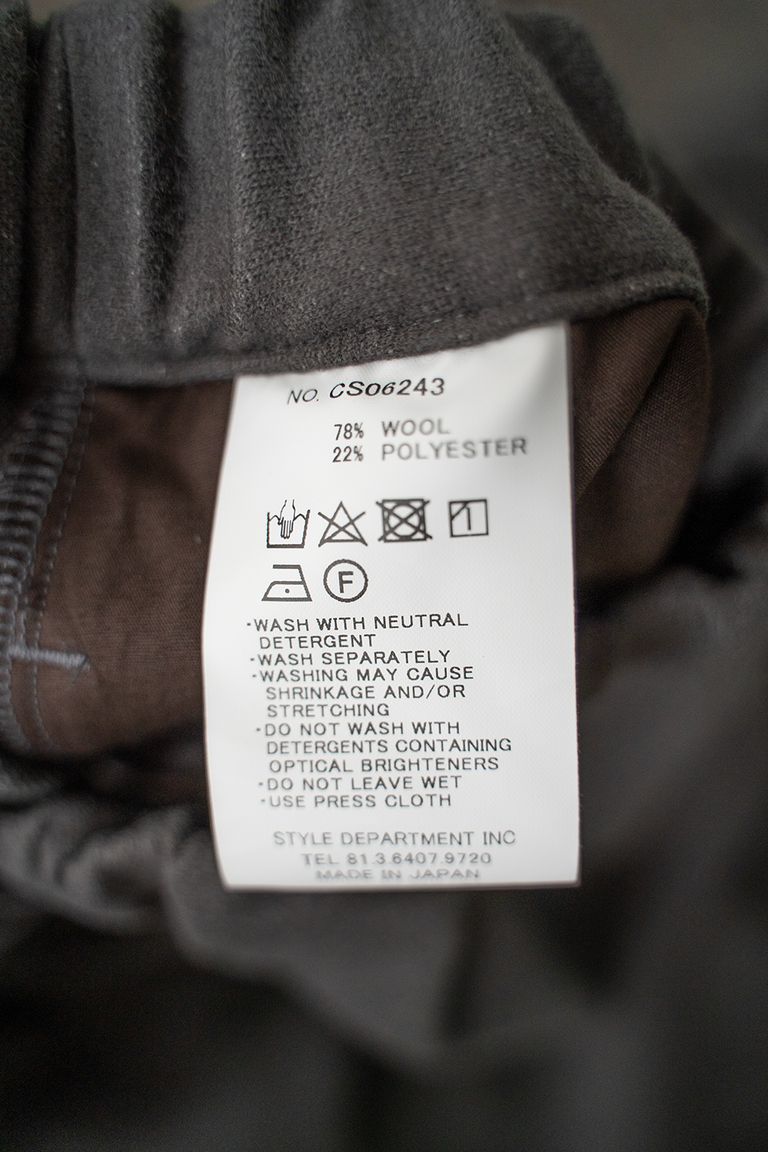 NO. CS06243
78% WOOL
22% POLYESTER
F
·WASH WITH NEUTRAL
DETERGENT
·WASH SEPARATELY
·WASHING MAY CAUSE
SHRINKAGE AND/OR
STRETCHING
·DO NOT WASH WITH
DETERGENTS CONTAINING
OPTICAL BRIGHTENERS
·DO NOT LEAVE WET
·USE PRESS CLOTH
STYLE DEPARTMENT INC
TEL 81.3.6407.9720
MADE IN JAPAN